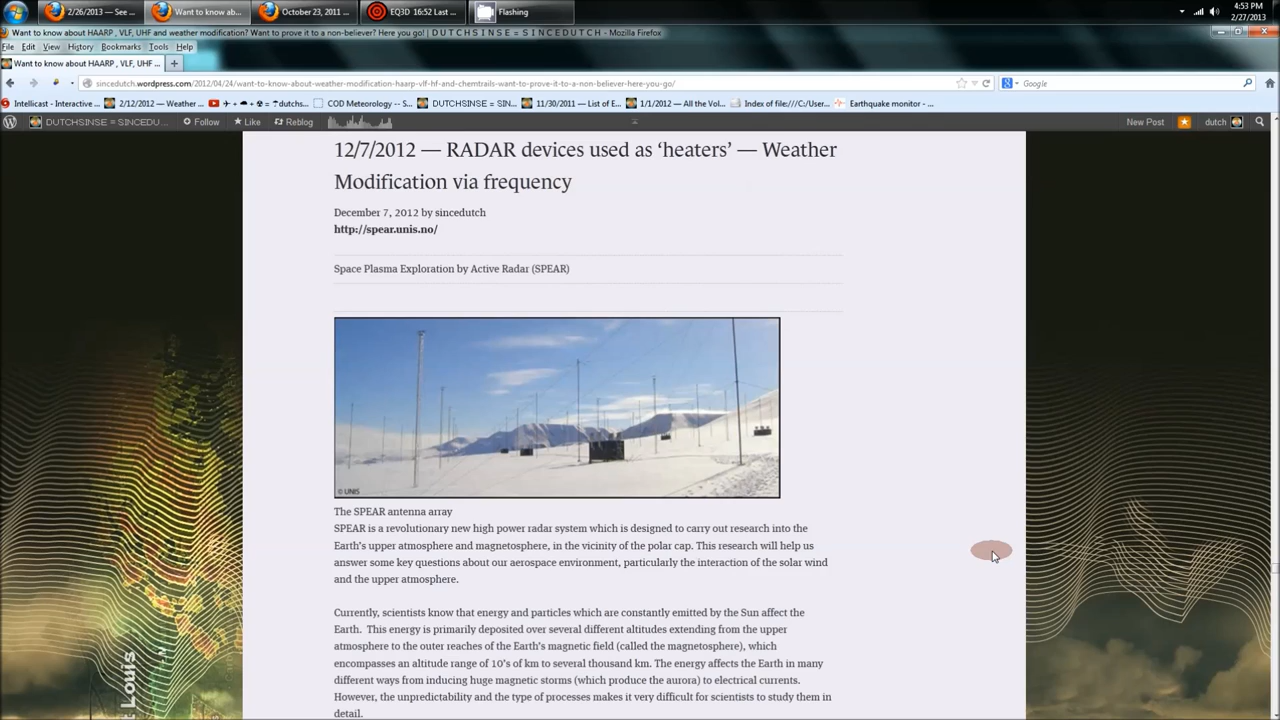 2/26/2013 — See ...
Want to know ab...
October 23, 2011 ...
EQ3D 16:52 Last ...
Flashing
4:53 PM
2/27/2013
Want to know about HAARP , VLF, UHF and weather modification? Want to prove it to a non-believer? Here you go! | D U T C H S I N S E = S I N C E D U T C H - Mozilla Firefox
File Edit View History Bookmarks Tools Help
Want to know about HAARP , VLF, UHF ...
sincedutch.wordpress.com/2012/04/24/want-to-know-about-weather-modification-haarp-vlf-hf-and-chemtrails-want-to-prove-it-to-a-non-believer-here-you-go/
Google
Intellicast - Interactive ...
2/12/2012 — Weather ...
= ?dutchs...
COD Meteorology -- S...
DUTCHSINSE = SIN...
11/30/2011 — List of E...
1/1/2012 — All the Vol...
Index of file:///C:/User...
Earthquake monitor - ...
DUTCHSINSE = SINCEDU...
Follow
Like
Reblog
New Post
dutch
12/7/2012 — RADAR devices used as ‘heaters’ — Weather
Modification via frequency
December 7, 2012 by sincedutch
http://spear.unis.no/
Space Plasma Exploration by Active Radar (SPEAR)
© UNIS
The SPEAR antenna array
SPEAR is a revolutionary new high power radar system which is designed to carry out research into the
Earth’s upper atmosphere and magnetosphere, in the vicinity of the polar cap. This research will help us
answer some key questions about our aerospace environment, particularly the interaction of the solar wind
and the upper atmosphere.
Currently, scientists know that energy and particles which are constantly emitted by the Sun affect the
Earth.  This energy is primarily deposited over several different altitudes extending from the upper
atmosphere to the outer reaches of the Earth’s magnetic field (called the magnetosphere), which
encompasses an altitude range of 10’s of km to several thousand km. The energy affects the Earth in many
different ways from inducing huge magnetic storms (which produce the aurora) to electrical currents.
However, the unpredictability and the type of processes makes it very difficult for scientists to study them in
detail.
Louis